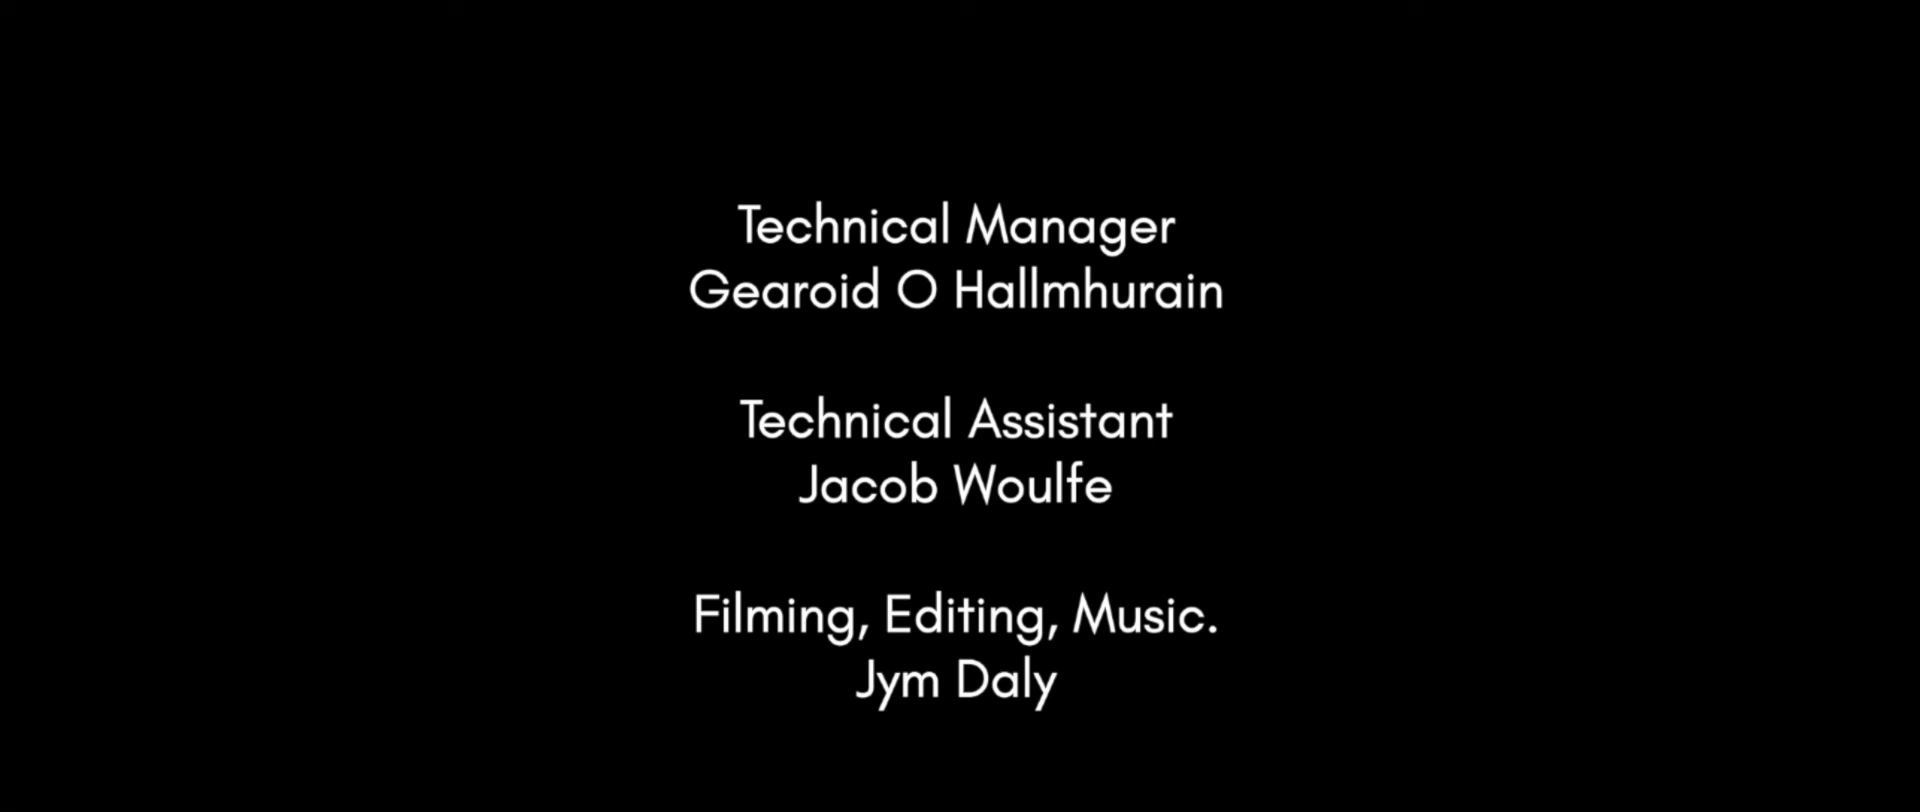 Technical Manager
Gearoid O Hallmhurain
Technical Assistant
Jacob Woulfe
Filming, Editing, Music.
Jym Daly